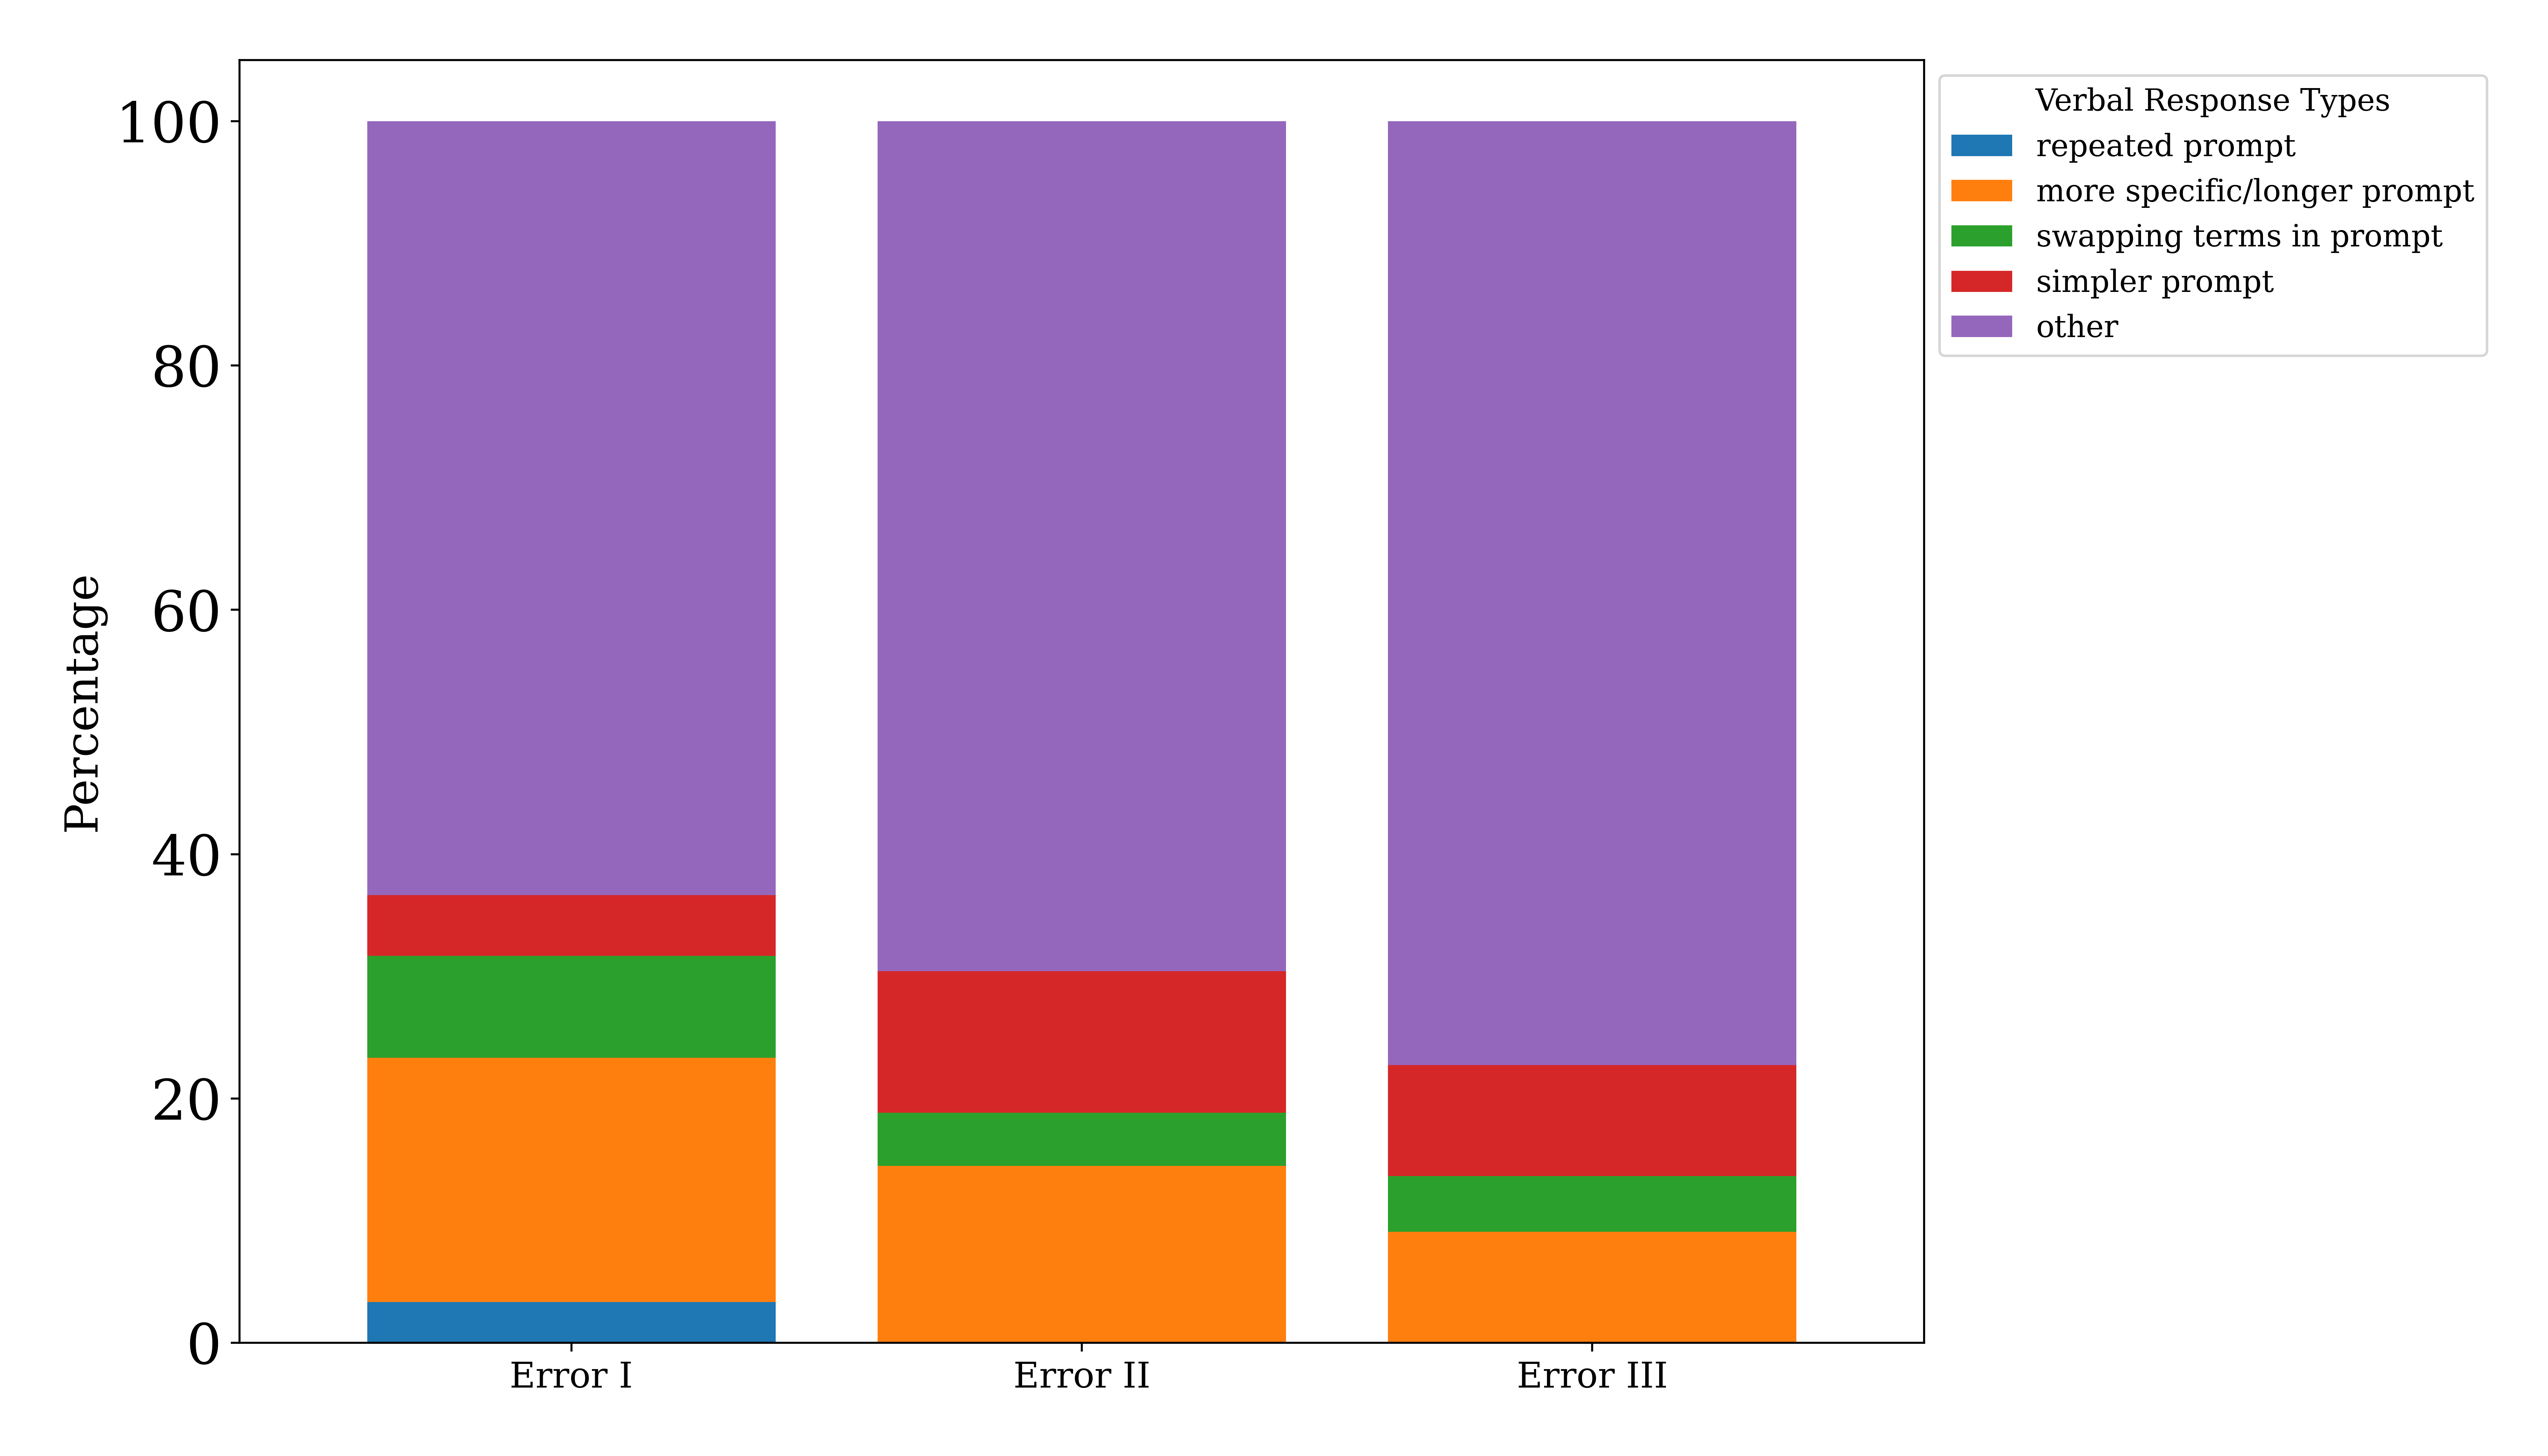 Percentage
100
80
60
40
20
0
Error I
Error II
Error III
Verbal Response Types
repeated prompt
more specific/longer prompt
swapping terms in prompt
simpler prompt
other